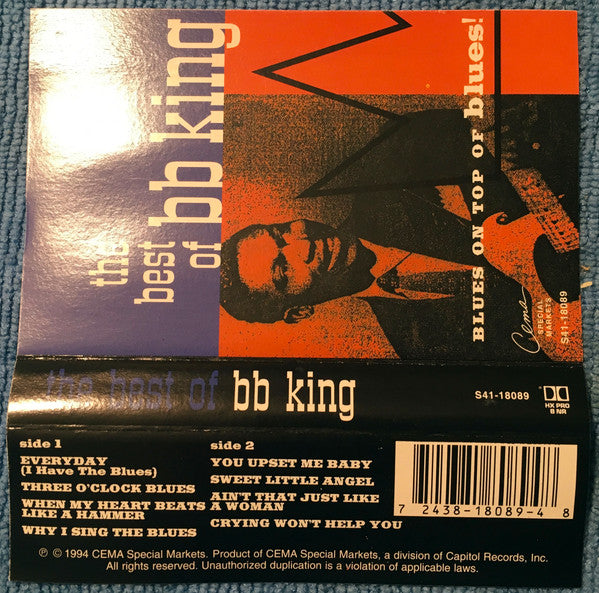 the
best
of bb king
BLUES ON TOP OF blues!
Cema
SPECIAL
MARKETS
S41-18089
the best of bb king
S41-18089
HX PRO
B NR
side 1
EVERYDAY
(I Have The Blues)
THREE O'CLOCK BLUES
WHEN MY HEART BEATS
LIKE A HAMMER
WHY I SING THE BLUES
side 2
YOU UPSET ME BABY
SWEET LITTLE ANGEL
AIN'T THAT JUST LIKE
A WOMAN
CRYING WON'T HELP YOU
7 2438-18089-4 8
℗ © 1994 CEMA Special Markets. Product of CEMA Special Markets, a division of Capitol Records, Inc.
All rights reserved. Unauthorized duplication is a violation of applicable laws.